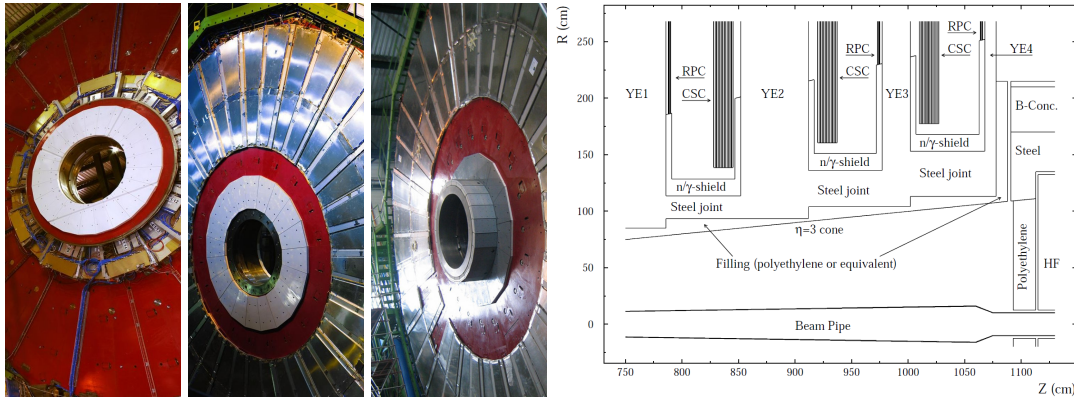 R (cm)
250
200
150
100
50
0
RPC
RPC
CSC
YE4
RPC
CSC
CSC
YE1
YE2
YE3
B-Conc.
Steel
n/γ-shield
n/γ-shield
n/γ-shield
Steel joint
Steel joint
Steel joint
η=3 cone
Filling (polyethylene or equivalent)
Polyethylene
HF
Beam Pipe
750
800
850
900
950
1000
1050
1100
Z (cm)